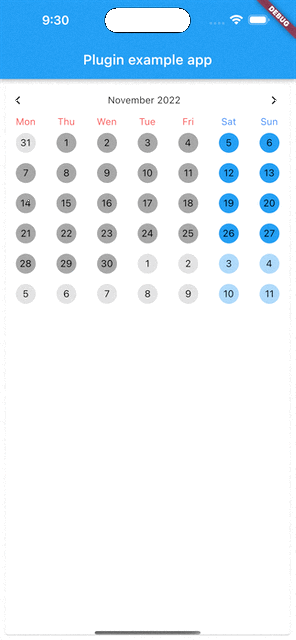 9:30
DEBUG
Plugin example app
November 2022
Mon Thu Wen Tue Fri Sat Sun
31 1 2 3 4 5 6
7 8 9 10 11 12 13
14 15 16 17 18 19 20
21 22 23 24 25 26 27
28 29 30 1 2 3 4
5 6 7 8 9 10 11